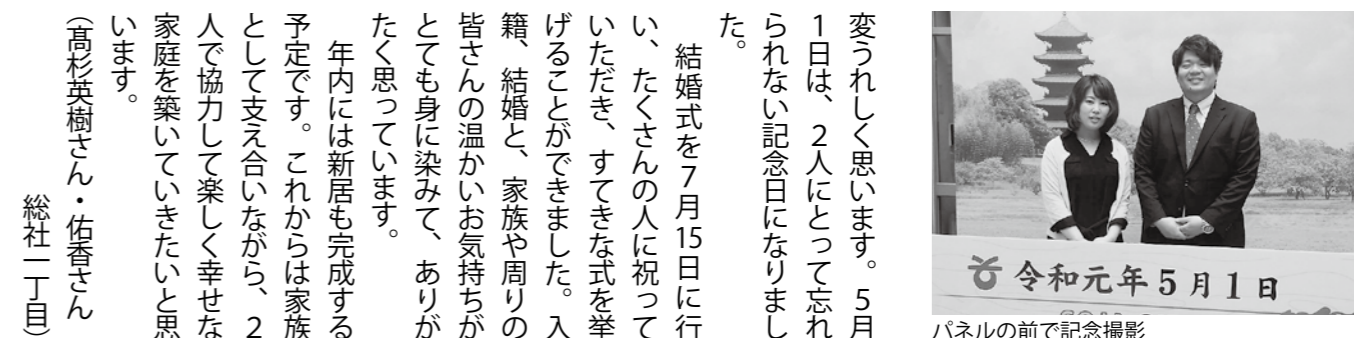 変うれしく思います。5月
1日は、2人にとって忘れ
られない記念日になりまし
た。
結婚式を7月15日に行
い、たくさんの人に祝って
いただき、すてきな式を挙
げることができました。入
籍、結婚と、家族や周りの
皆さんの温かいお気持ちが
とても身に染みて、ありが
たく思っています。
年内には新居も完成する
予定です。これからは家族
として支え合いながら、2
人で協力して楽しく幸せな
家庭を築いていきたいと思
います。
（髙杉英樹さん・佑香さん
総社一丁目）
令和元年5月1日
パネルの前で記念撮影